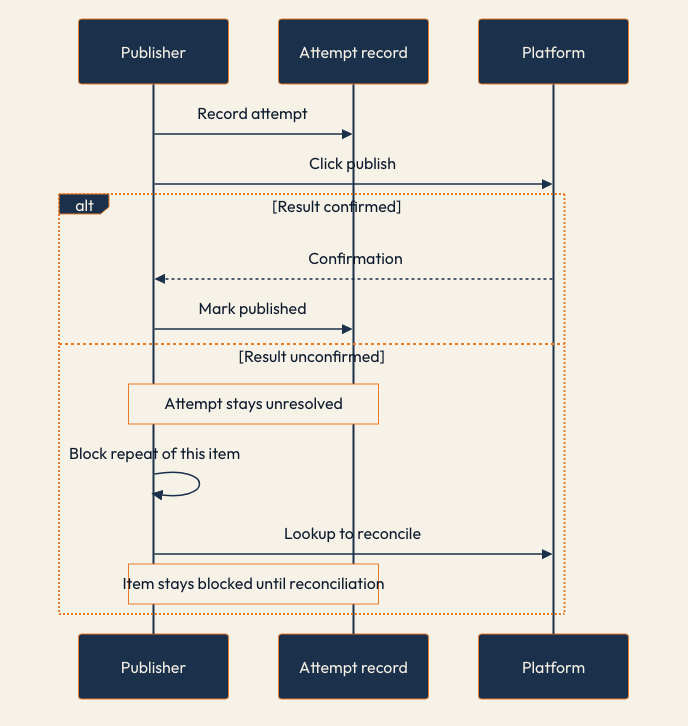 Publisher
Attempt record
Platform
Record attempt
Click publish
alt
[Result confirmed]
Confirmation
Mark published
[Result unconfirmed]
Attempt stays unresolved
Block repeat of this item
Lookup to reconcile
Item stays blocked until reconciliation
Publisher
Attempt record
Platform